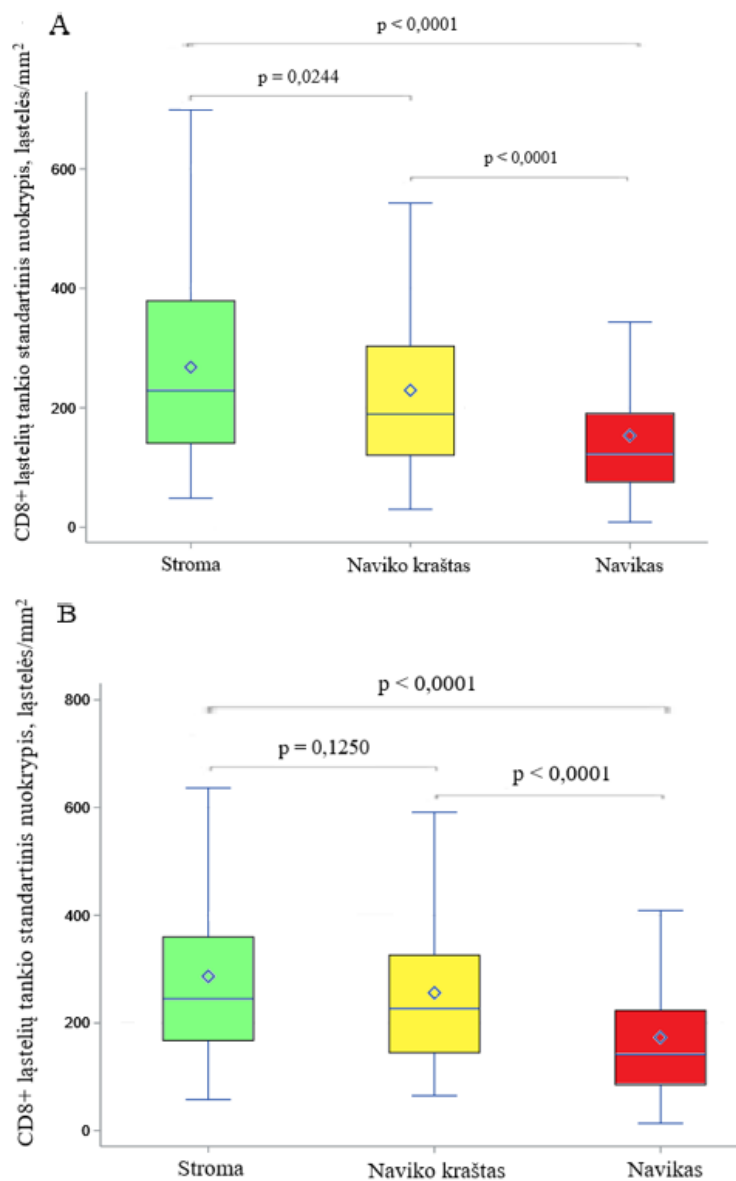 A
p < 0,0001
p = 0,0244
p < 0,0001
CD8+ ląstelių tankio standartinis nuokrypis, ląstelės/mm²
600
400
200
0
Stroma Naviko kraštas Navikas
B
p < 0,0001
p = 0,1250
p < 0,0001
CD8+ ląstelių tankio standartinis nuokrypis, ląstelės/mm²
800
600
400
200
0
Stroma Naviko kraštas Navikas